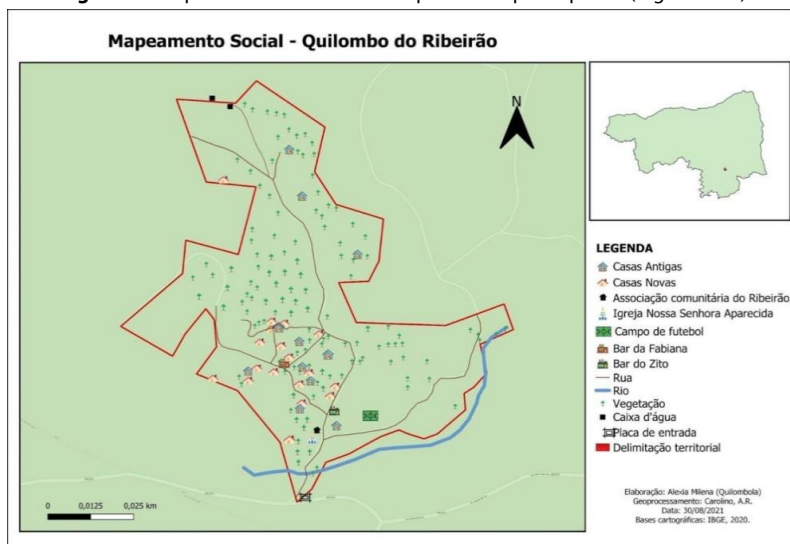 Mapeamento Social - Quilombo do Ribeirão
N
LEGENDA
Casas Antigas
Casas Novas
Associação comunitária do Ribeirão
Igreja Nossa Senhora Aparecida
Campo de futebol
Bar da Fabiana
Bar do Zito
Rua
Rio
Vegetação
Caixa d'água
Placa de entrada
Delimitação territorial
0 0,0125 0,025 km
Elaboração: Alexia Milena (Quilombola)
Geoprocessamento: Carolino, A.R.
Data: 30/08/2021
Bases cartográficas: IBGE, 2020.